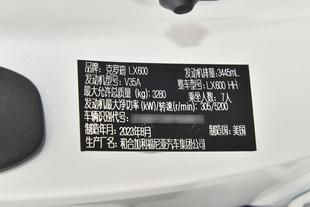 品牌: 克罗迪 LX600 发动机排量: 3445mL
发动机型号: V35A 整车型号: LX600 HH
最大允许总质量 (kg): 3280 乘坐人数: 7人
发动机最大净功率 (kW)/转速(r/min): 305/5200
车辆识别代号:
制造年月: 2023年8月 制造国: 美国
生产厂名: 和合加利福尼亚汽车集团公司